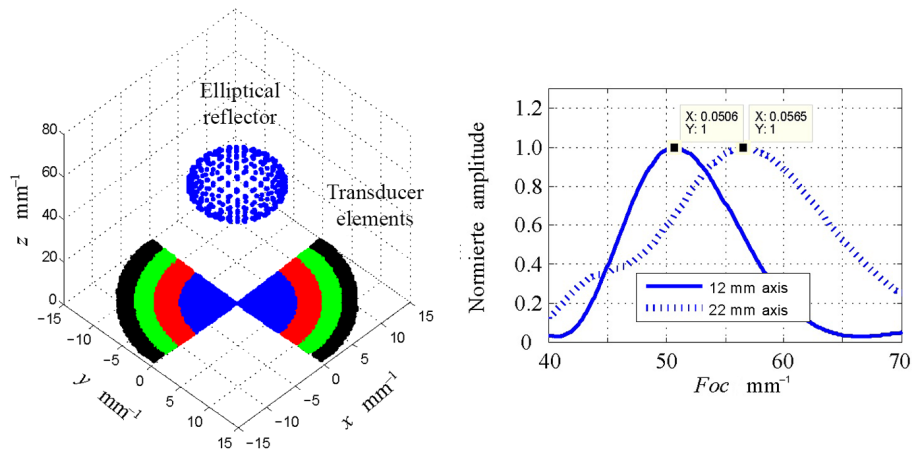 Elliptical
reflector
Transducer
elements
80
60
40
20
0
z mm⁻¹
−15
−10
−5
0
5
10
15
y mm⁻¹
−15
−10
−5
0
5
10
15
x mm⁻¹
1.2
1.0
0.8
0.6
0.4
0.2
0
Normierte amplitude
X: 0.0506
Y: 1
X: 0.0565
Y: 1
12 mm axis
22 mm axis
40 50 60 70
Foc mm⁻¹